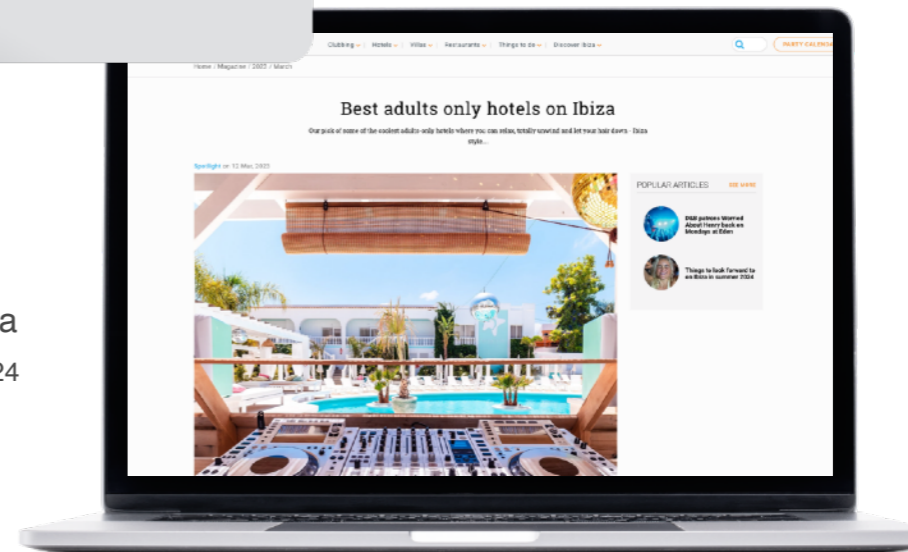 Clubbing | Hotels | Villas | Restaurants | Things to do | Discover Ibiza
PARTY CALENDA
Home / Magazine / 2023 / March
Best adults only hotels on Ibiza
Our pick of some of the coolest adults-only hotels where you can relax, totally unwind and let your hair down - Ibiza
style...
Spotlight on 12 Mar, 2023
POPULAR ARTICLES SEE MORE
D&B patrons Worried
About Henry back on
Mondays at Eden
Things to look forward to
on Ibiza in summer 2024
a
24